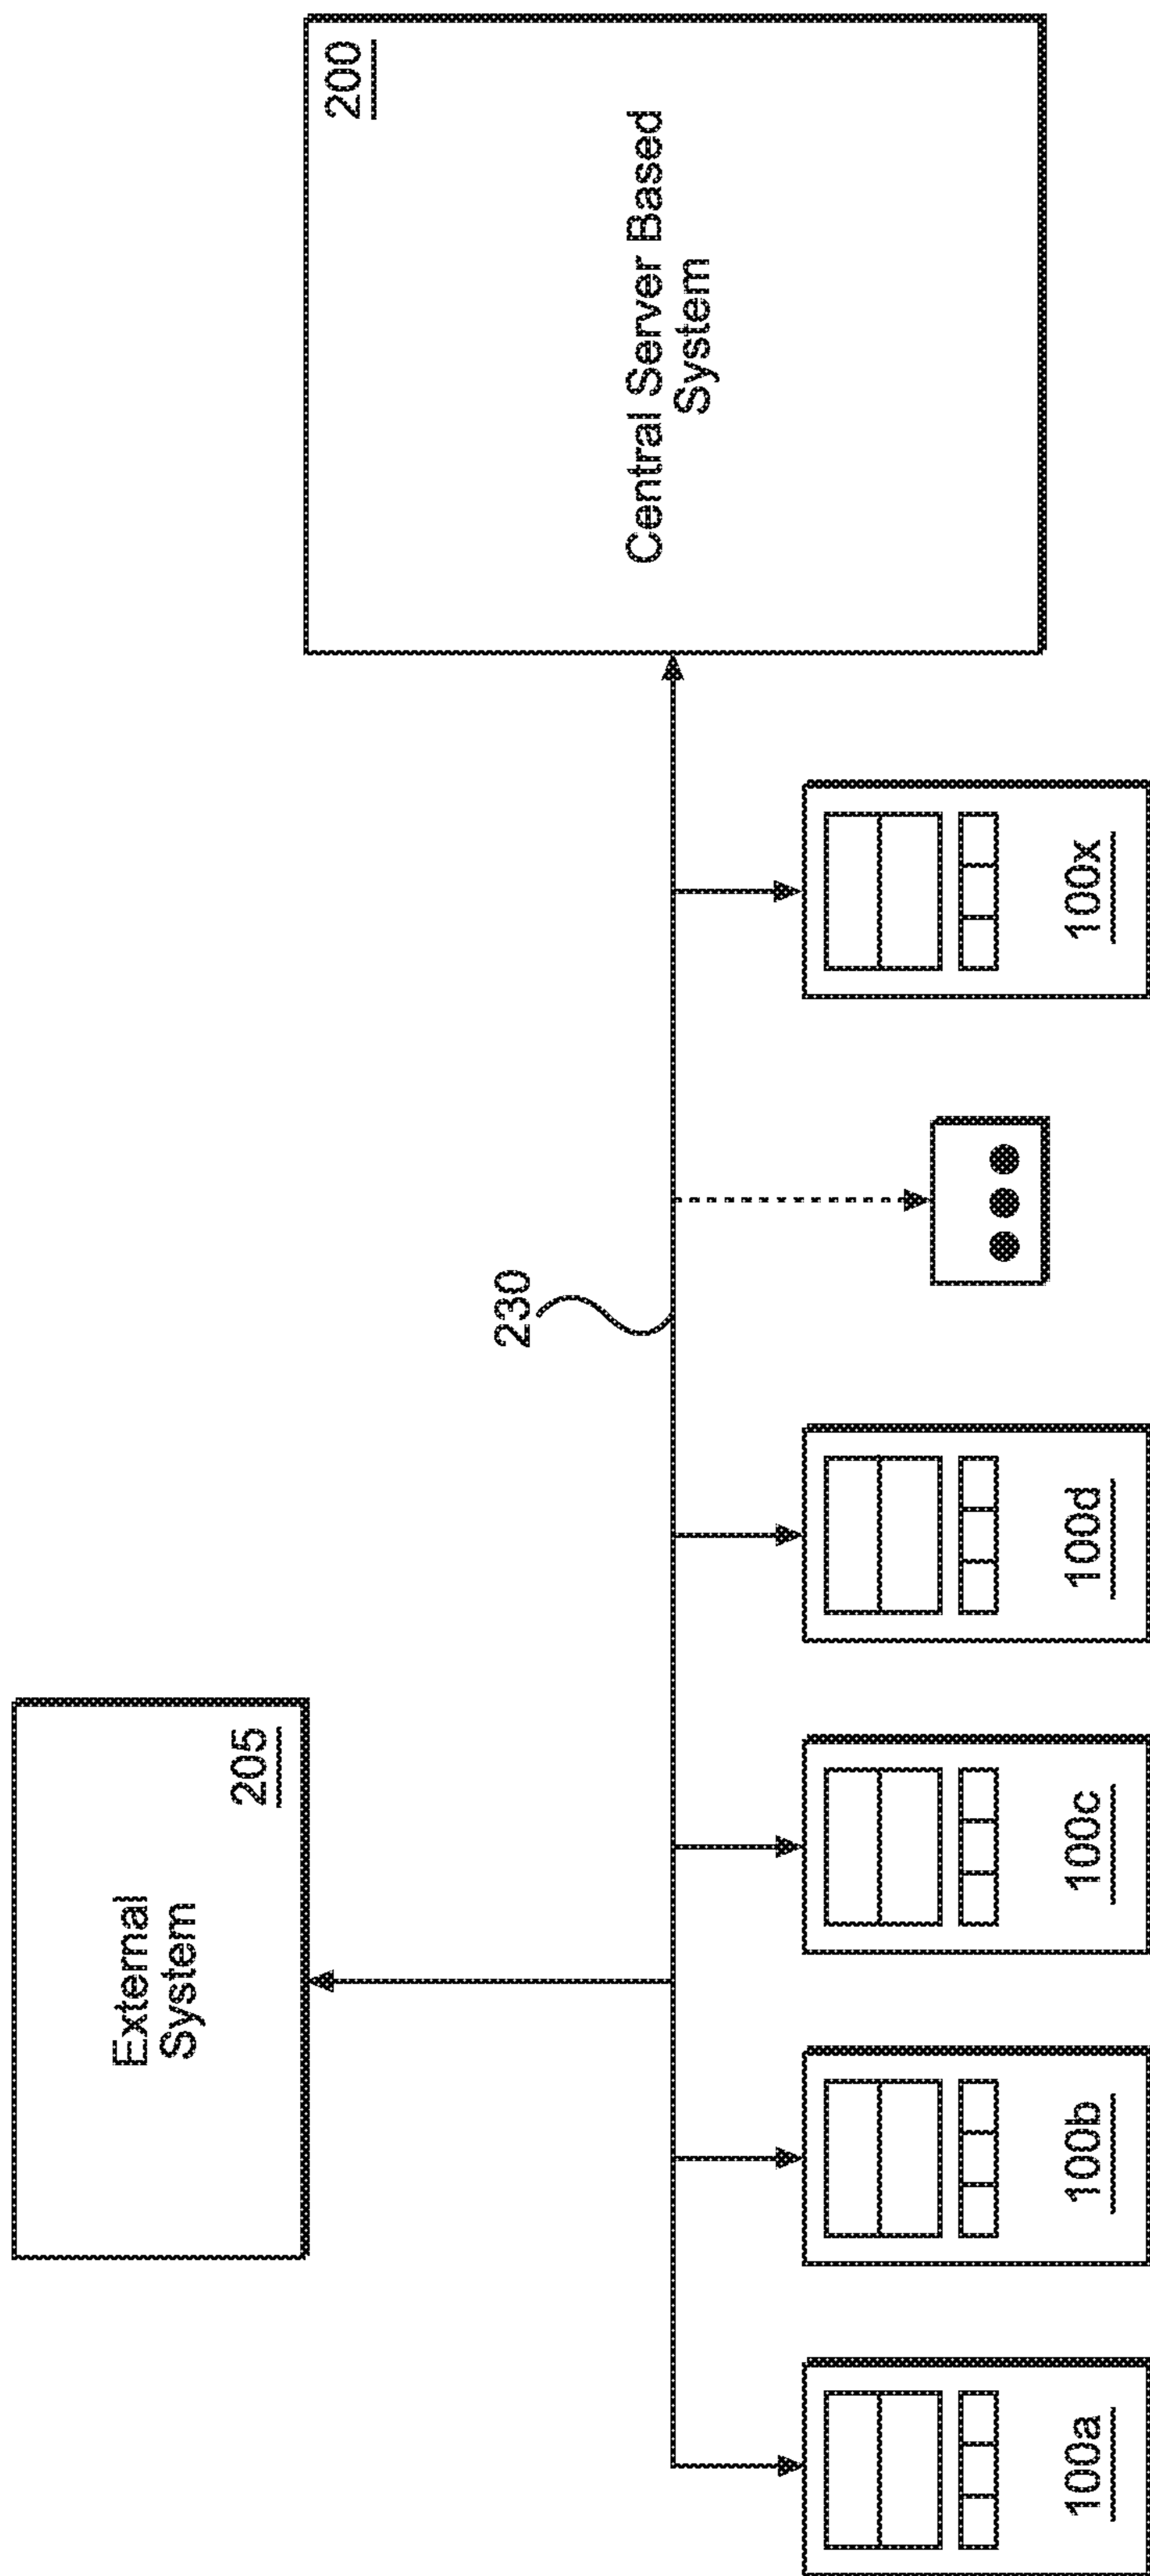 External
System
205
200
Central Server Based
System
230
100a
100b
100c
100d
100x